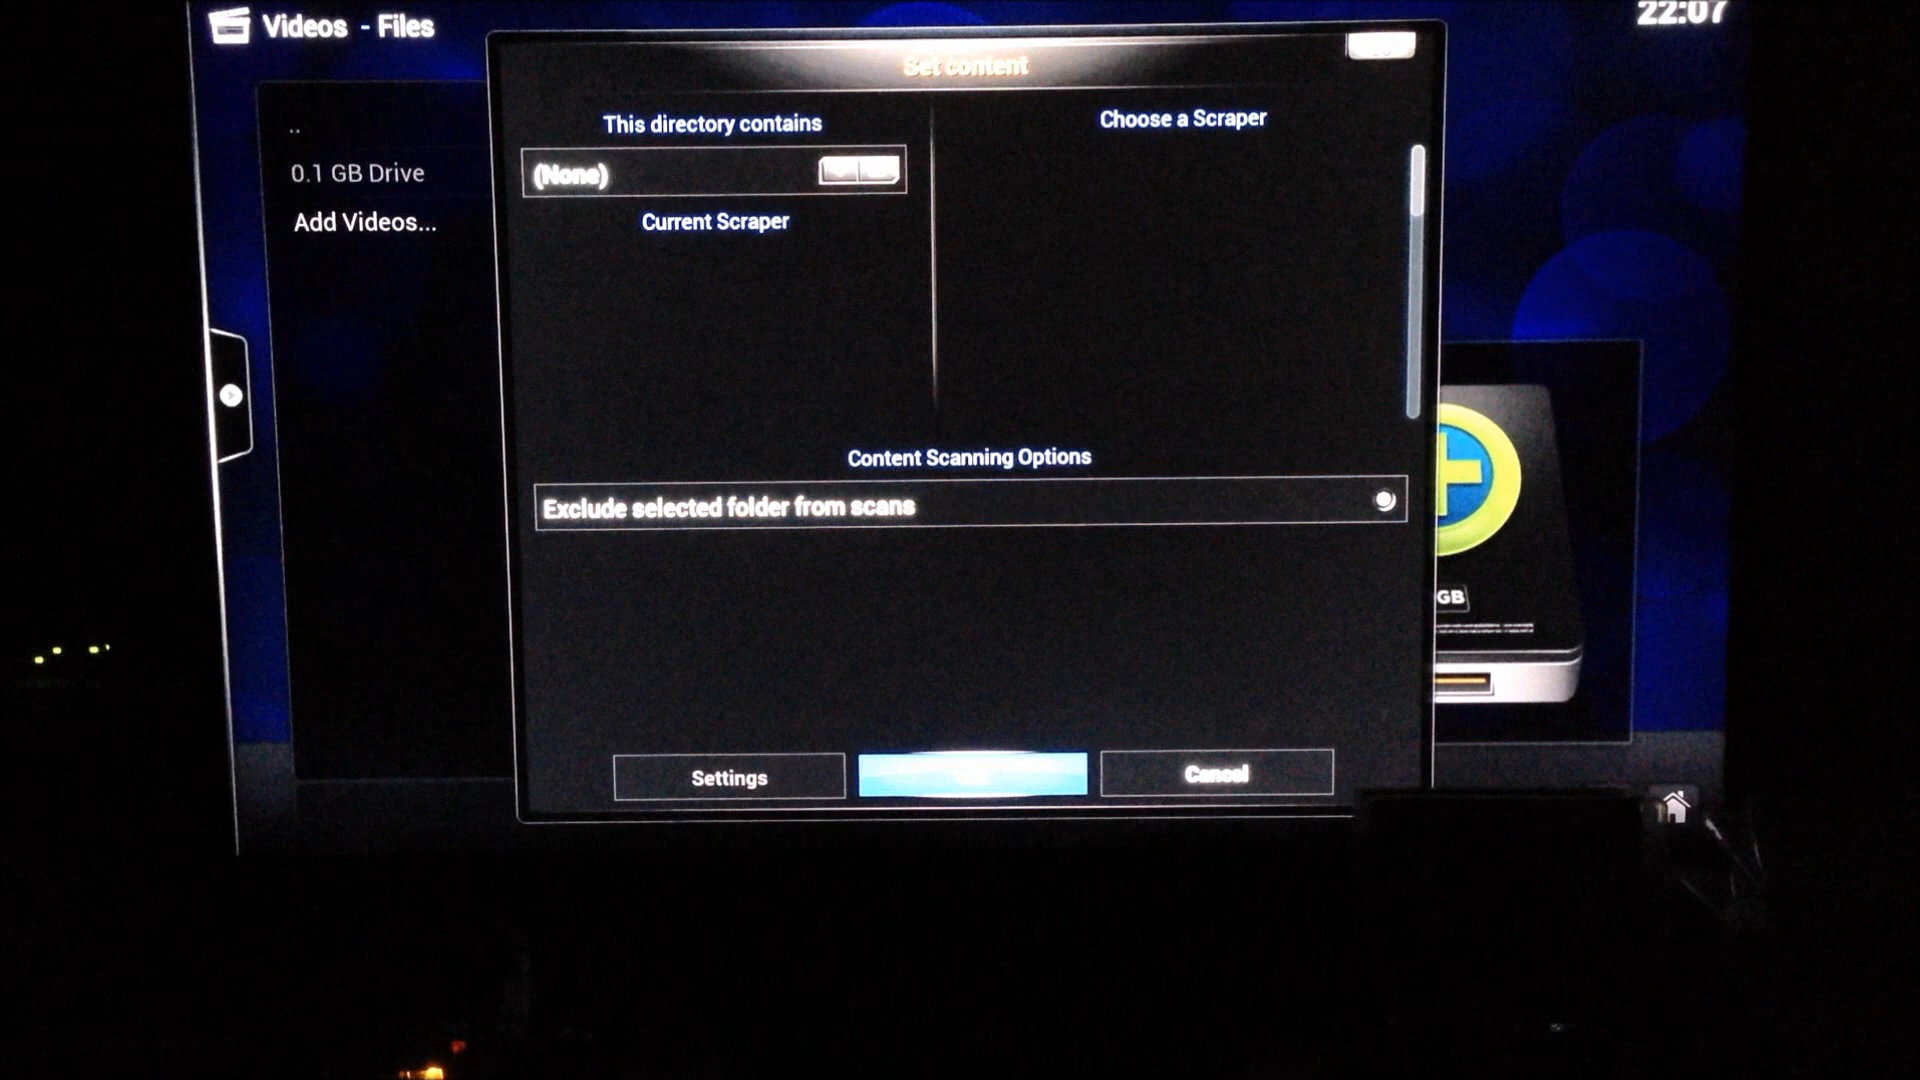 Videos - Files
22:07
Set content
..
0.1 GB Drive
Add Videos...
This directory contains
(None)
Current Scraper
Choose a Scraper
Content Scanning Options
Exclude selected folder from scans
GB
Settings
Cancel